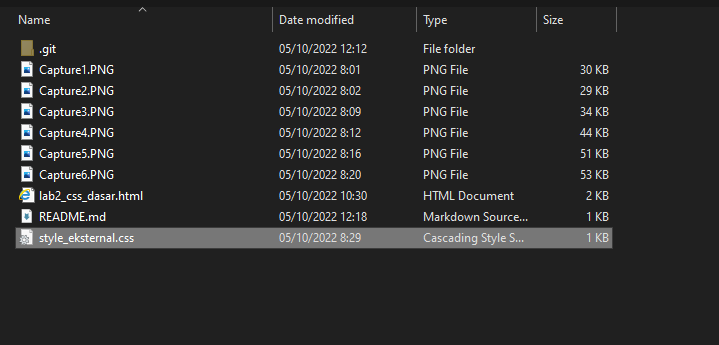 Name Date modified Type Size
.git 05/10/2022 12:12 File folder
Capture1.PNG 05/10/2022 8:01 PNG File 30 KB
Capture2.PNG 05/10/2022 8:02 PNG File 29 KB
Capture3.PNG 05/10/2022 8:09 PNG File 34 KB
Capture4.PNG 05/10/2022 8:12 PNG File 44 KB
Capture5.PNG 05/10/2022 8:16 PNG File 51 KB
Capture6.PNG 05/10/2022 8:20 PNG File 53 KB
lab2_css_dasar.html 05/10/2022 10:30 HTML Document 2 KB
README.md 05/10/2022 12:18 Markdown Source... 1 KB
style_eksternal.css 05/10/2022 8:29 Cascading Style S... 1 KB